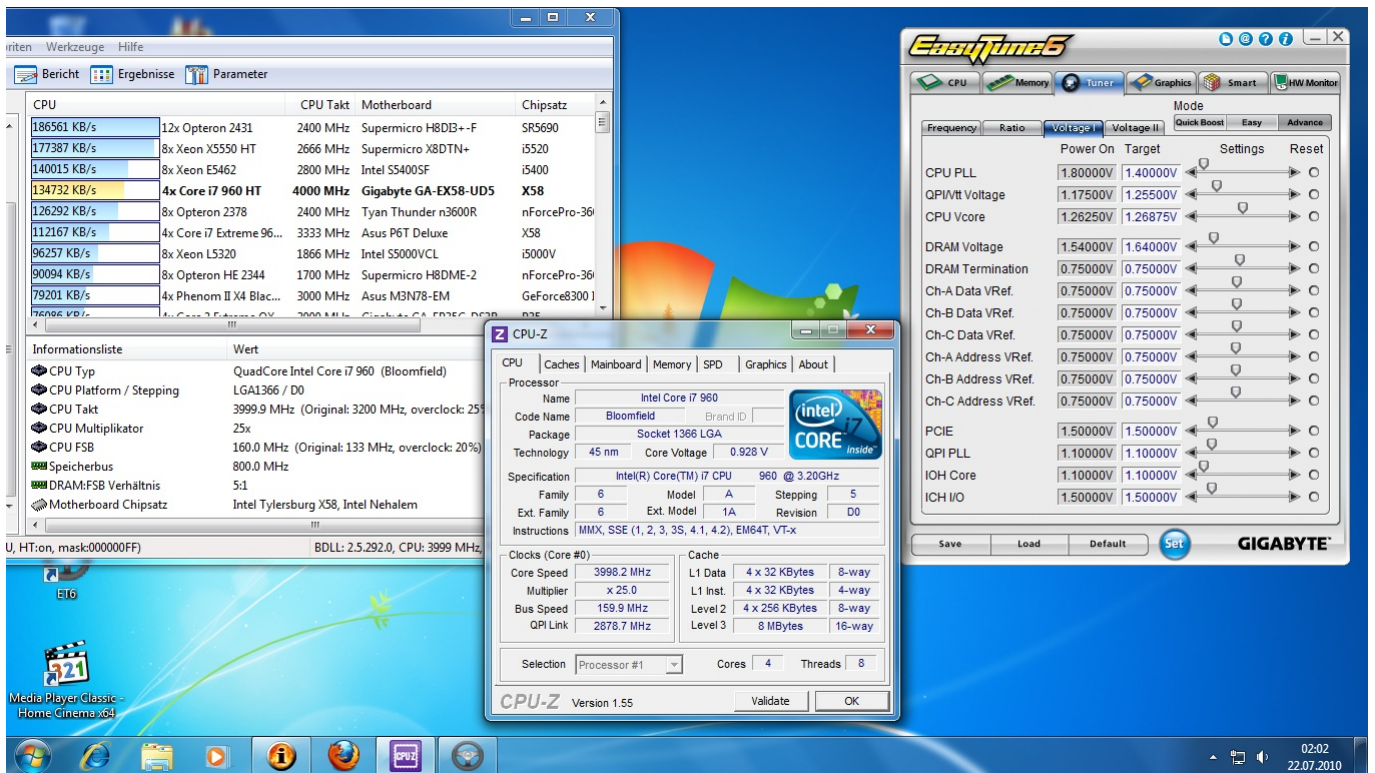 riten Werkzeuge Hilfe
Bericht Ergebnisse Parameter
CPU CPU Takt Motherboard Chipsatz
186561 KB/s 12x Opteron 2431 2400 MHz Supermicro H8DI3+-F SR5690
177387 KB/s 8x Xeon X5550 HT 2666 MHz Supermicro X8DTN+ i5520
140015 KB/s 8x Xeon E5462 2800 MHz Intel S5400SF i5400
134732 KB/s 4x Core i7 960 HT 4000 MHz Gigabyte GA-EX58-UD5 X58
126292 KB/s 8x Opteron 2378 2400 MHz Tyan Thunder n3600R nForcePro-36
112167 KB/s 4x Core i7 Extreme 96... 3333 MHz Asus P6T Deluxe X58
96257 KB/s 8x Xeon L5320 1866 MHz Intel S5000VCL i5000V
90094 KB/s 8x Opteron HE 2344 1700 MHz Supermicro H8DME-2 nForcePro-36
79201 KB/s 4x Phenom II X4 Blac... 3000 MHz Asus M3N78-EM GeForce8300
Informationsliste Wert
CPU Typ QuadCore Intel Core i7 960 (Bloomfield)
CPU Platform / Stepping LGA1366 / D0
CPU Takt 3999.9 MHz (Original: 3200 MHz, overclock: 25
CPU Multiplikator 25x
CPU FSB 160.0 MHz (Original: 133 MHz, overclock: 20%)
Speicherbus 800.0 MHz
DRAM:FSB Verhältnis 5:1
Motherboard Chipsatz Intel Tylersburg X58, Intel Nehalem
U, HT:on, mask:000000FF) BDLL: 2.5.292.0, CPU: 3999 MHz,
ET6
321
Media Player Classic -
Home Cinema x64
CPU-Z
CPU Caches Mainboard Memory SPD Graphics About
Processor
Name Intel Core i7 960
Code Name Bloomfield Brand ID
Package Socket 1366 LGA
Technology 45 nm Core Voltage 0.928 V
(intel) i7
CORE inside
Specification Intel(R) Core(TM) i7 CPU 960 @ 3.20GHz
Family 6 Model A Stepping 5
Ext. Family 6 Ext. Model 1A Revision D0
Instructions MMX, SSE (1, 2, 3, 3S, 4.1, 4.2), EM64T, VT-x
Clocks (Core #0)
Core Speed 3998.2 MHz
Multiplier x 25.0
Bus Speed 159.9 MHz
QPI Link 2878.7 MHz
Cache
L1 Data 4 x 32 KBytes 8-way
L1 Inst. 4 x 32 KBytes 4-way
Level 2 4 x 256 KBytes 8-way
Level 3 8 MBytes 16-way
Selection Processor #1 Cores 4 Threads 8
CPU-Z Version 1.55 Validate OK
EasyTune6
CPU Memory Tuner Graphics Smart HW Monitor
Mode
Frequency Ratio Voltage I Voltage II Quick Boost Easy Advance
Power On Target Settings Reset
CPU PLL 1.80000V 1.40000V
QPI/Vtt Voltage 1.17500V 1.25500V
CPU Vcore 1.26250V 1.26875V
DRAM Voltage 1.54000V 1.64000V
DRAM Termination 0.75000V 0.75000V
Ch-A Data VRef. 0.75000V 0.75000V
Ch-B Data VRef. 0.75000V 0.75000V
Ch-C Data VRef. 0.75000V 0.75000V
Ch-A Address VRef. 0.75000V 0.75000V
Ch-B Address VRef. 0.75000V 0.75000V
Ch-C Address VRef. 0.75000V 0.75000V
PCIE 1.50000V 1.50000V
QPI PLL 1.10000V 1.10000V
IOH Core 1.10000V 1.10000V
ICH I/O 1.50000V 1.50000V
Save Load Default Set GIGABYTE
CPUZ
02:02
22.07.2010